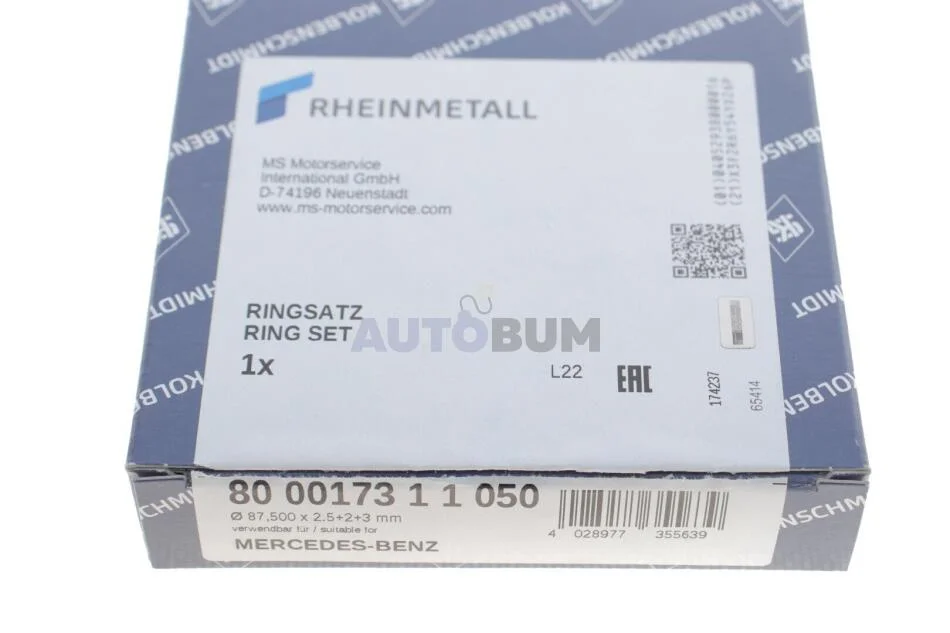 KOLBENSCHMIDT
KOLBENSCHMIDT
RHEINMETALL
MS Motorservice
International GmbH
D-74196 Neuenstadt
www.ms-motorservice.com
RINGSATZ
RING SET
1x
AUTOBUM
L22
EAC
174237
65414
KOLBENSCHMIDT
80 00173 1 1 050
Ø 87,500 x 2.5+2+3 mm
verwendbar für / suitable for
MERCEDES-BENZ
4 028977 355639